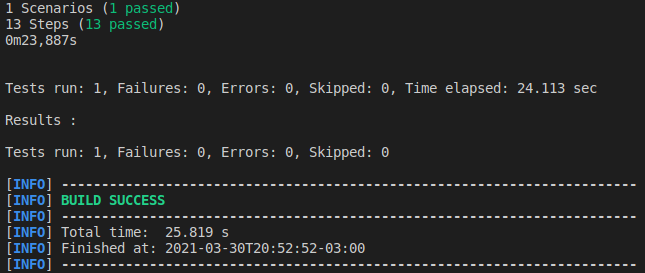 1 Scenarios (1 passed)
13 Steps (13 passed)
0m23,887s
Tests run: 1, Failures: 0, Errors: 0, Skipped: 0, Time elapsed: 24.113 sec
Results :
Tests run: 1, Failures: 0, Errors: 0, Skipped: 0
[INFO] ------------------------------------------------------------------------
[INFO] BUILD SUCCESS
[INFO] ------------------------------------------------------------------------
[INFO] Total time:  25.819 s
[INFO] Finished at: 2021-03-30T20:52:52-03:00
[INFO] ------------------------------------------------------------------------